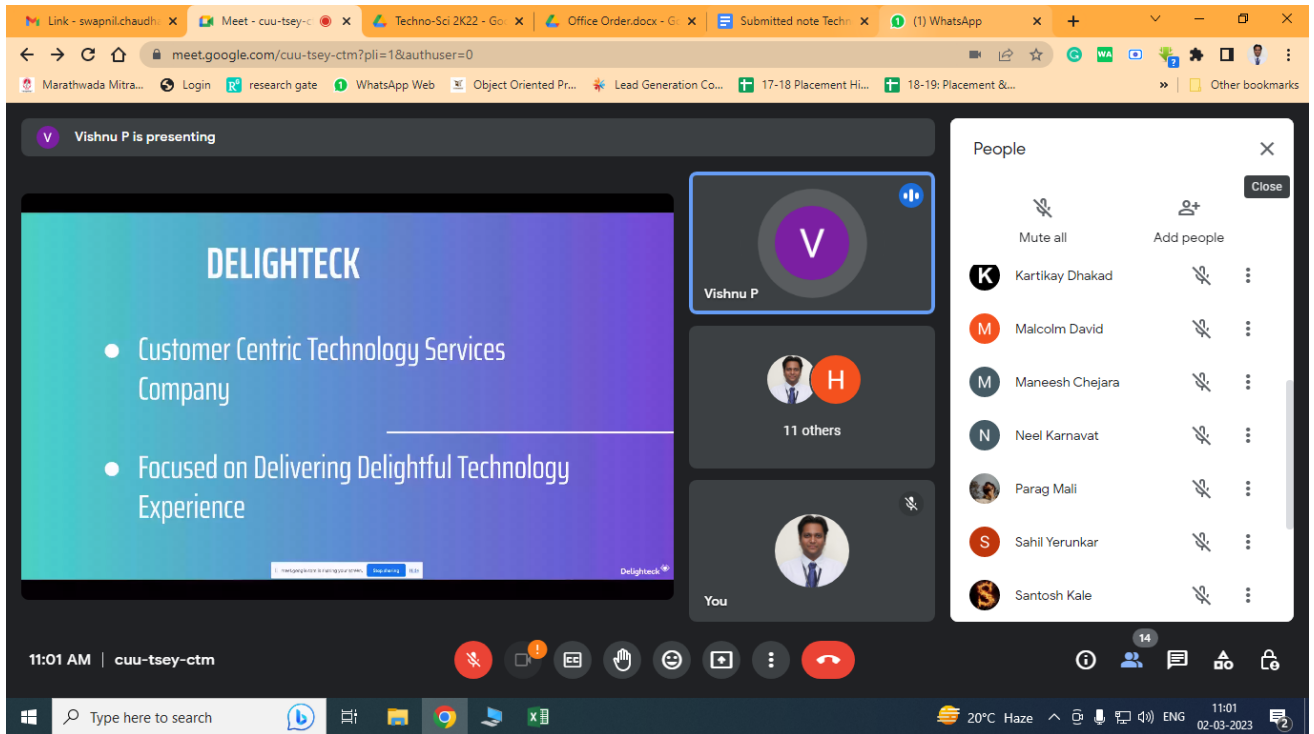 Link - swapnil.chaudha
Meet - cuu-tsey-c
Techno-Sci 2K22 - Goo
Office Order.docx - Go
Submitted note Techn
(1) WhatsApp
meet.google.com/cuu-tsey-ctm?pli=1&authuser=0
Marathwada Mitra...
Login
research gate
WhatsApp Web
Object Oriented Pr...
Lead Generation Co...
17-18 Placement Hi...
18-19: Placement &...
»
Other bookmarks
V
Vishnu P is presenting
DELIGHTECK
● Customer Centric Technology Services
Company
● Focused on Delivering Delightful Technology
Experience
Stop sharing
Hide
Delighteck
V
Vishnu P
H
11 others
You
People
Close
Mute all
Add people
K Kartikay Dhakad
M Malcolm David
M Maneesh Chejara
N Neel Karnavat
Parag Mali
S Sahil Yerunkar
S Santosh Kale
11:01 AM | cuu-tsey-ctm
14
Type here to search
20°C Haze
ENG
11:01
02-03-2023
2